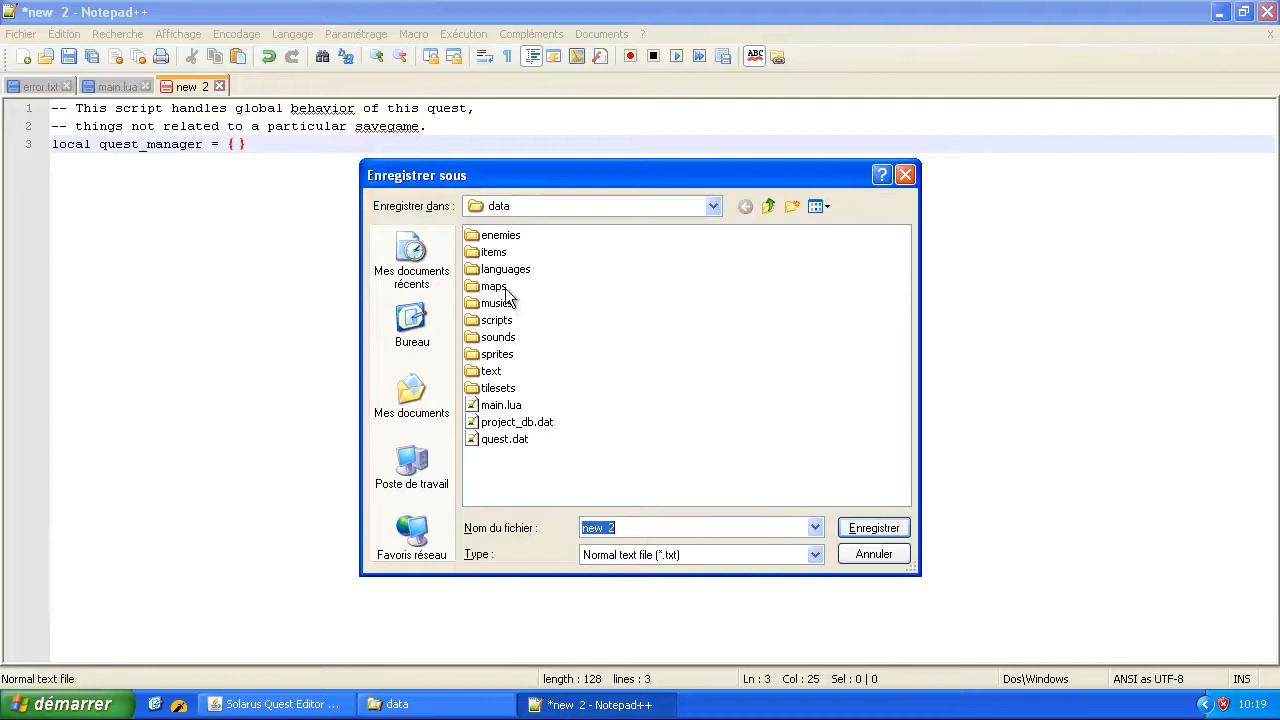 *new  2 - Notepad++
Fichier Édition Recherche Affichage Encodage Langage Paramétrage Macro Exécution Compléments Documents ? X
ABC
error.txt main.lua new  2
1 -- This script handles global behavior of this quest,
2 -- things not related to a particular savegame.
3 local quest_manager = {}
Enregistrer sous
Enregistrer dans : data
Mes documents récents
Bureau
Mes documents
Poste de travail
Favoris réseau
enemies
items
languages
maps
scripts
sounds
sprites
text
tilesets
main.lua
project_db.dat
quest.dat
Nom du fichier : new  2 Enregistrer
Type : Normal text file (*.txt) Annuler
Normal text file length : 128 lines : 3 Ln : 3 Col : 25 Sel : 0 | 0 Dos\Windows ANSI as UTF-8 INS
démarrer Solarus Quest Editor ... data *new  2 - Notepad++ 10:19